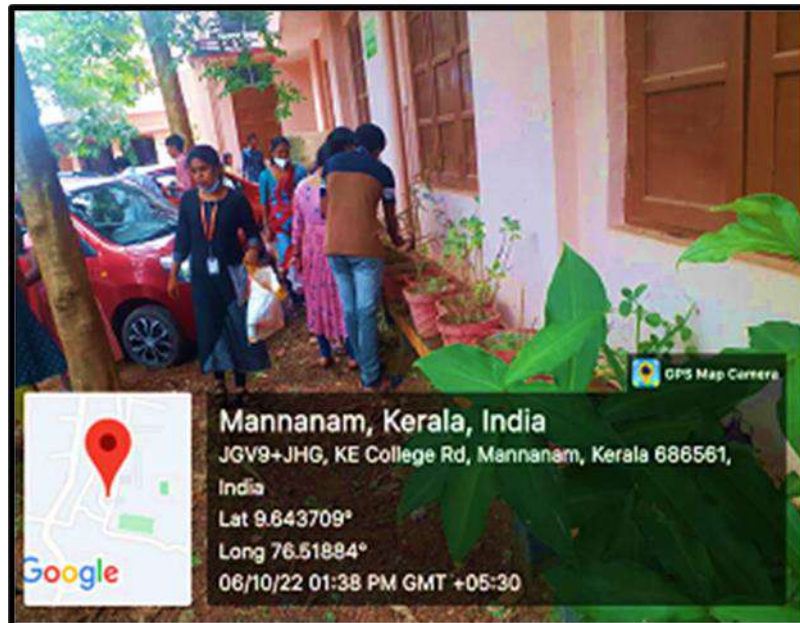 GPS Map Camera
Mannanam, Kerala, India
JGV9+JHG, KE College Rd, Mannanam, Kerala 686561,
India
Lat 9.643709°
Long 76.51884°
06/10/22 01:38 PM GMT +05:30
Google